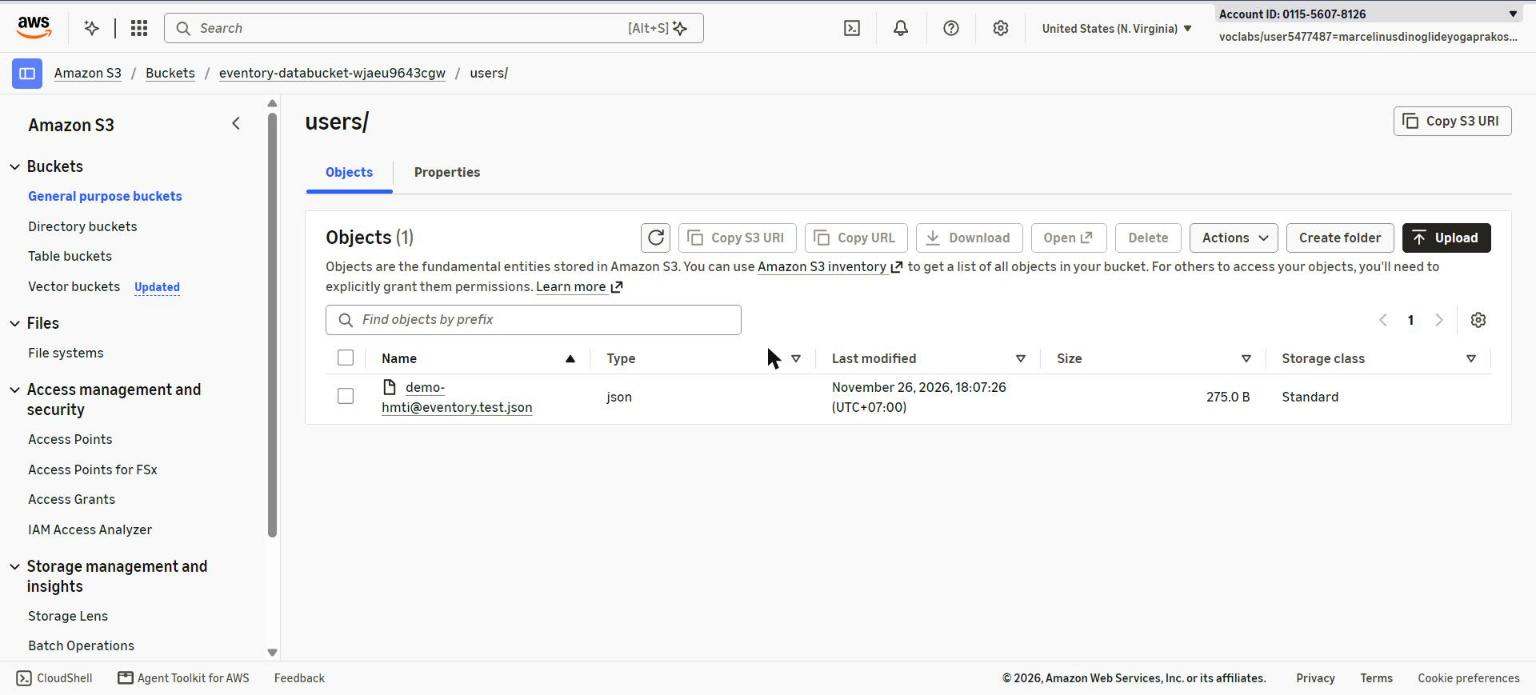 aws
Search [Alt+S]
United States (N. Virginia)
Account ID: 0115-5607-8126
voclabs/user5477487=marcelinusdinoglideyogaprakos...
Amazon S3 / Buckets / eventory-databucket-wjaeu9643cgw / users/
Amazon S3
Buckets
General purpose buckets
Directory buckets
Table buckets
Vector buckets Updated
Files
File systems
Access management and
security
Access Points
Access Points for FSx
Access Grants
IAM Access Analyzer
Storage management and
insights
Storage Lens
Batch Operations
users/
Copy S3 URI
Objects Properties
Objects (1) Copy S3 URI Copy URL Download Open Delete Actions Create folder Upload
Objects are the fundamental entities stored in Amazon S3. You can use Amazon S3 inventory to get a list of all objects in your bucket. For others to access your objects, you'll need to
explicitly grant them permissions. Learn more
Find objects by prefix
1
Name Type Last modified Size Storage class
demo-
hmti@eventory.test.json
json
November 26, 2026, 18:07:26
(UTC+07:00)
275.0 B
Standard
CloudShell Agent Toolkit for AWS Feedback © 2026, Amazon Web Services, Inc. or its affiliates. Privacy Terms Cookie preferences